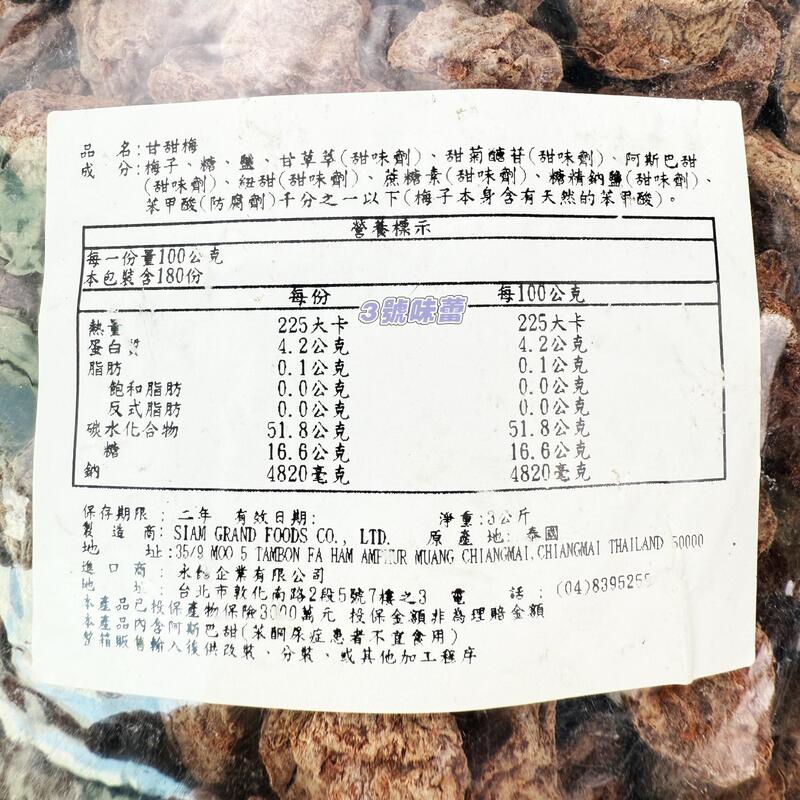 品 名:甘甜梅
成 分:梅子、糖、鹽、甘草萃(甜味劑)、甜菊醣苷(甜味劑)、阿斯巴甜
(甜味劑)、紐甜(甜味劑)、蔗糖素(甜味劑)、糖精鈉鹽(甜味劑)、
苯甲酸(防腐劑)千分之一以下(梅子本身含有天然的苯甲酸)。
營養標示
每一份量100公克
本包裝含180份
每份 每100公克
3號味蕾
熱量 225大卡 225大卡
蛋白質 4.2公克 4.2公克
脂肪 0.1公克 0.1公克
飽和脂肪 0.0公克 0.0公克
反式脂肪 0.0公克 0.0公克
碳水化合物 51.8公克 51.8公克
糖 16.6公克 16.6公克
鈉 4820毫克 4820毫克
保存期限:二年 有效日期: 淨重:3公斤
製造商:SIAM GRAND FOODS CO., LTD. 原產地:泰國
地 址:35/9 MOO 5 TAMBON FA HAM AMPHUR MUANG CHIANGMAI,CHIANGMAI THAILAND 50000
進口商:永 企業有限公司
地 址:台北市敦化南路2段5號7樓之3 電 話:(04)8395255
本產品已投保產物保險3000萬元 投保金額非為理賠金額
本產品內含阿斯巴甜(苯酮尿症患者不宜食用)
整箱販售輸入後供改裝、分裝、或其他加工程序